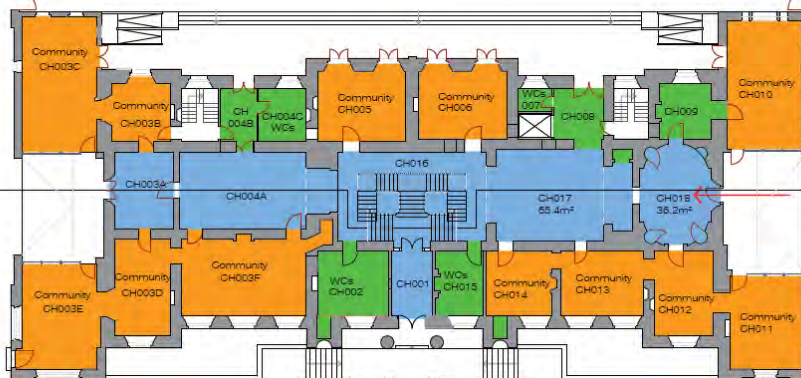 Community
CH003C
Community
CH003B
CH
004B
CH004C
WCs
Community
CH005
Community
CH006
WCs
007
CH008
CH009
Community
CH010
CH003A
CH004A
CH016
CH017
65.4m²
CH018
36.2m²
Community
CH003E
Community
CH003D
Community
CH003F
WCs
CH002
CH001
WCs
CH015
Community
CH014
Community
CH013
Community
CH012
Community
CH011